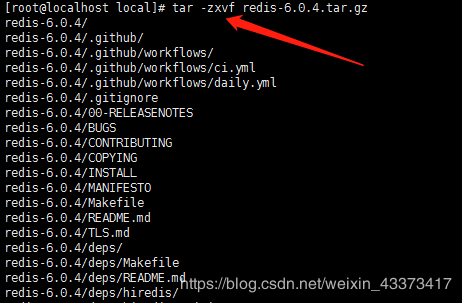 [root@localhost local]# tar -zxvf redis-6.0.4.tar.gz
redis-6.0.4/
redis-6.0.4/.github/
redis-6.0.4/.github/workflows/
redis-6.0.4/.github/workflows/ci.yml
redis-6.0.4/.github/workflows/daily.yml
redis-6.0.4/.gitignore
redis-6.0.4/00-RELEASENOTES
redis-6.0.4/BUGS
redis-6.0.4/CONTRIBUTING
redis-6.0.4/COPYING
redis-6.0.4/INSTALL
redis-6.0.4/MANIFESTO
redis-6.0.4/Makefile
redis-6.0.4/README.md
redis-6.0.4/TLS.md
redis-6.0.4/deps/
redis-6.0.4/deps/Makefile
redis-6.0.4/deps/README.md
redis-6.0.4/deps/hiredis/
https://blog.csdn.net/weixin_43373417